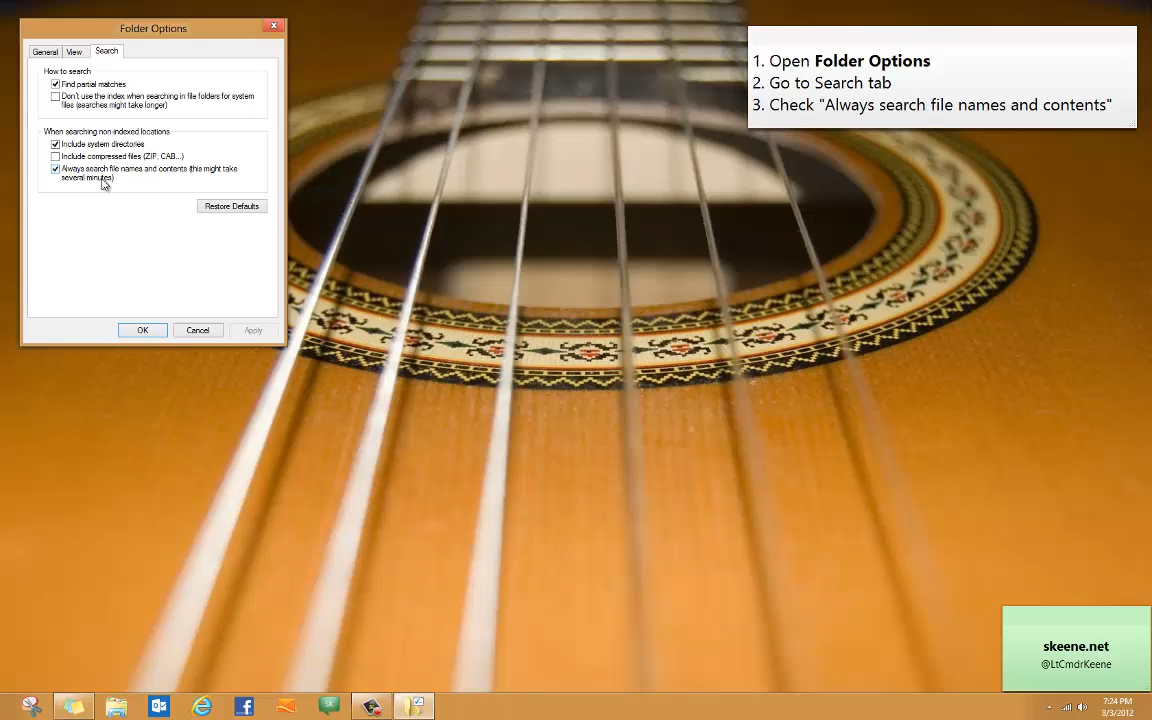 Folder Options
General View Search
How to search
Find partial matches
Don't use the index when searching in file folders for system
files (searches might take longer)
When searching non-indexed locations
Include system directories
Include compressed files (ZIP, CAB...)
Always search file names and contents (this might take
several minutes)
Restore Defaults
OK Cancel Apply
1. Open Folder Options
2. Go to Search tab
3. Check "Always search file names and contents"
skeene.net
@LtCmdrKeene
7:24 PM
8/3/2012